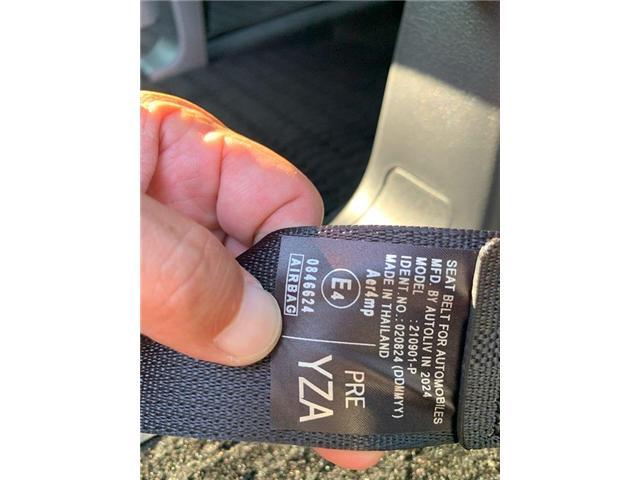 SEAT BELT FOR AUTOMOBILES
MFD. BY AUTOLIV IN 2024
MODEL :210901-P
IDENT.NO.:020824 (DDMMYY)
MADE IN THAILAND
Aer4mp
E4
0846624
AIRBAG
PRE
YZA